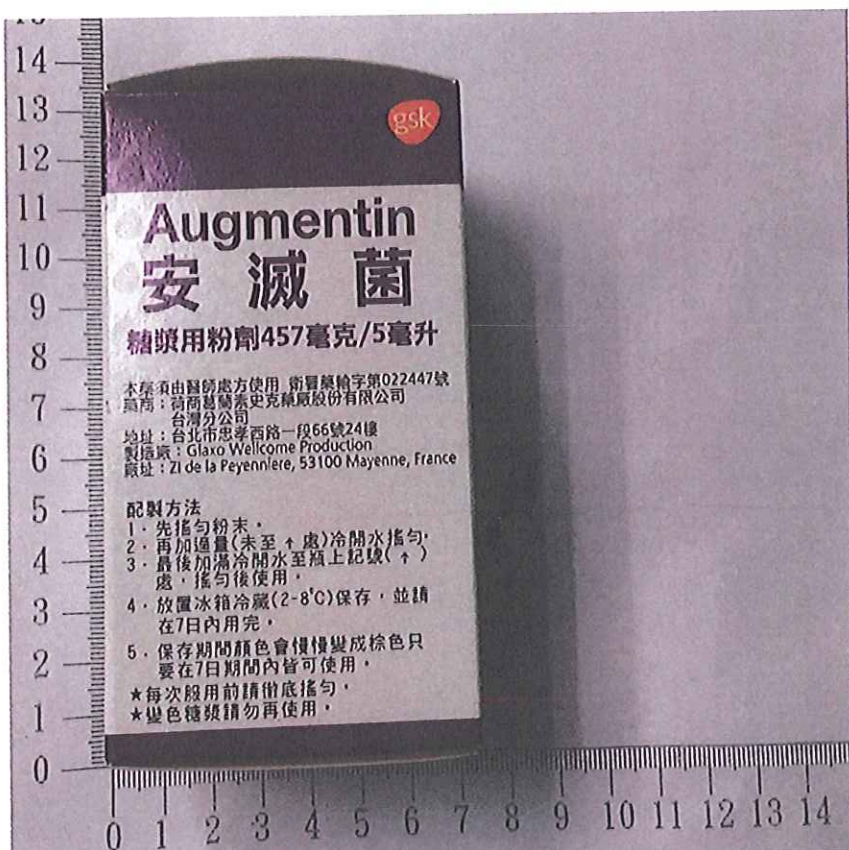 gsk
Augmentin
安滅菌
糖漿用粉劑457毫克/5毫升
本藥須由醫師處方使用 衛署藥輸字第022447號
藥商：荷商葛蘭素史克藥廠股份有限公司
台灣分公司
地址：台北市忠孝西路一段66號24樓
製造廠：Glaxo Wellcome Production
廠址：ZI de la Peyenniere, 53100 Mayenne, France
配製方法
1．先搖勻粉末，
2．再加適量(未至↑處)冷開水搖勻，
3．最後加滿冷開水至瓶上記號(↑)
處，搖勻後使用。
4．放置冰箱冷藏(2-8°C)保存，並請
在7日內用完。
5．保存期間顏色會慢慢變成棕色只
要在7日期間內皆可使用。
★每次服用前請徹底搖勻。
★變色糖漿請勿再使用。
14
13
12
11
10
9
8
7
6
5
4
3
2
1
0
0 1 2 3 4 5 6 7 8 9 10 11 12 13 14